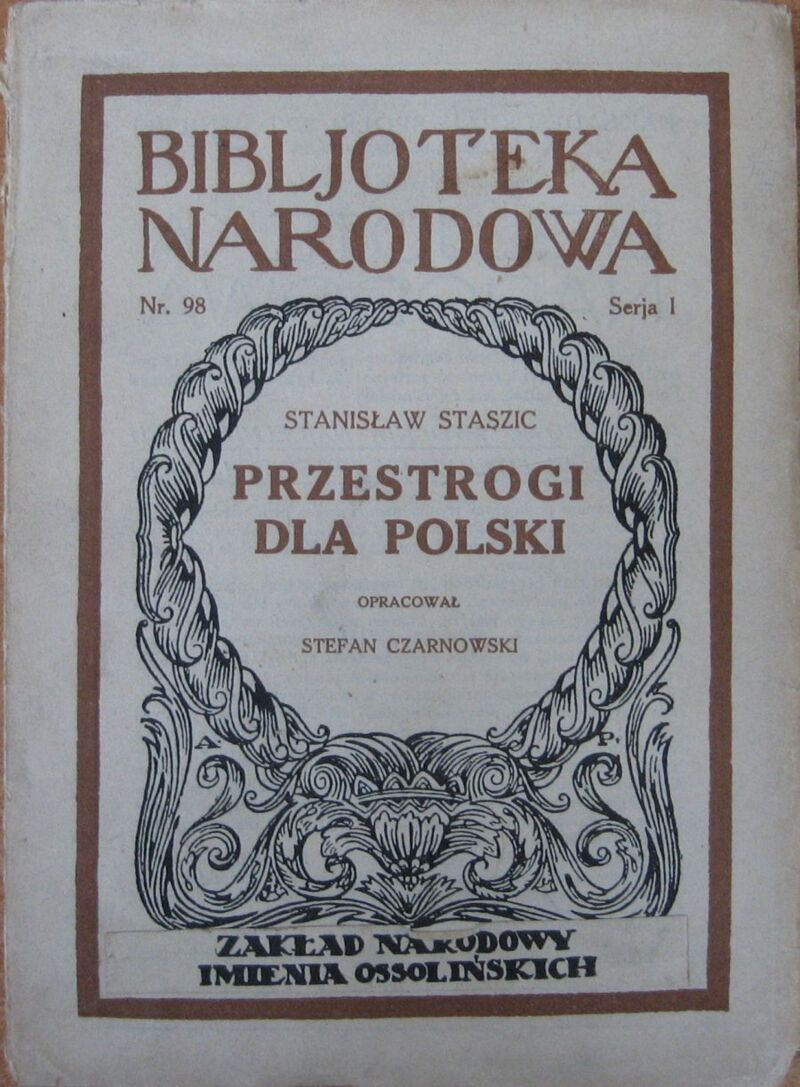 BIBLJOTEKA
NARODOWA
Nr. 98 Serja I
STANISŁAW STASZIC
PRZESTROGI
DLA POLSKI
OPRACOWAŁ
STEFAN CZARNOWSKI
A. P.
ZAKŁAD NARODOWY
IMIENIA OSSOLIŃSKICH